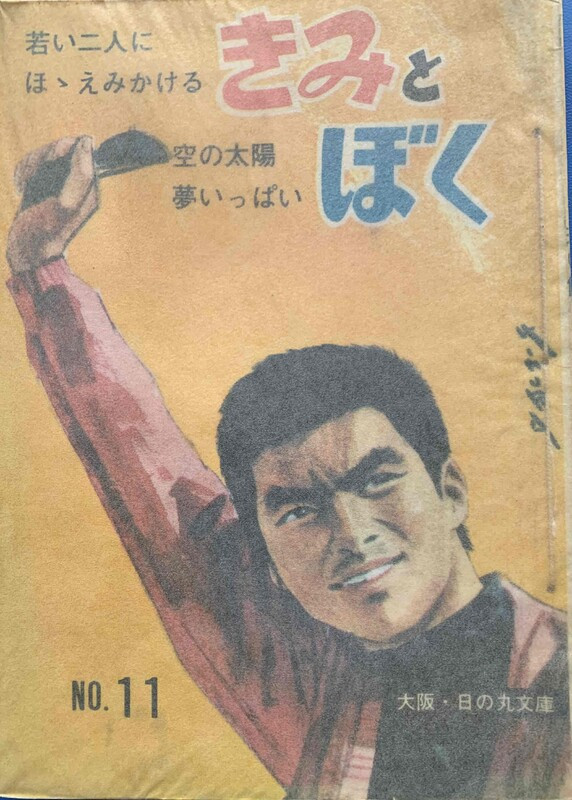 若い二人に
ほゝえみかける
きみと
ぼく
空の太陽
夢いっぱい
NO.11
大阪・日の丸文庫